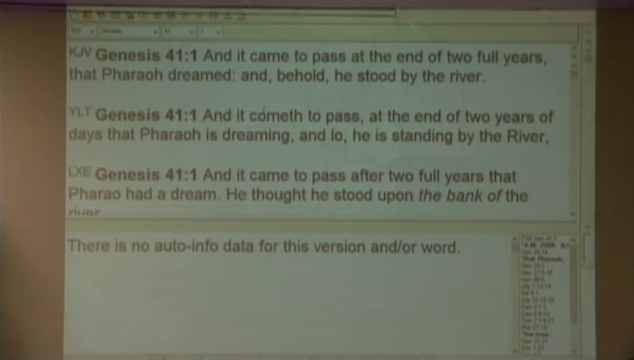 KJV Genesis 41:1 And it came to pass at the end of two full years,
that Pharaoh dreamed: and, behold, he stood by the river.
YLT Genesis 41:1 And it cometh to pass, at the end of two years of
days that Pharaoh is dreaming, and lo, he is standing by the River,
LXE Genesis 41:1 And it came to pass after two full years that
Pharao had a dream. He thought he stood upon the bank of the
river
There is no auto-info data for this version and/or word.